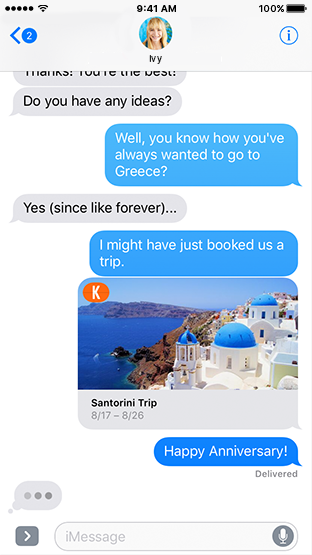 9:41 AM
100%
2
Ivy
Thanks! You're the best!
Do you have any ideas?
Well, you know how you've
always wanted to go to
Greece?
Yes (since like forever)...
I might have just booked us a
trip.
K
Santorini Trip
8/17 – 8/26
Happy Anniversary!
Delivered
iMessage